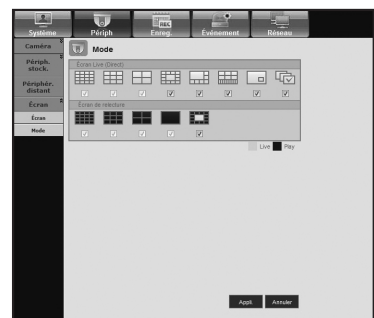 Système Périph Enreg. Événement Réseau
Caméra
Mode
Périph. stock.
Périphér. distant
Écran
Écran
Mode
Écran Live (Direct)
Écran de relecture
Live Play
Appli. Annuler